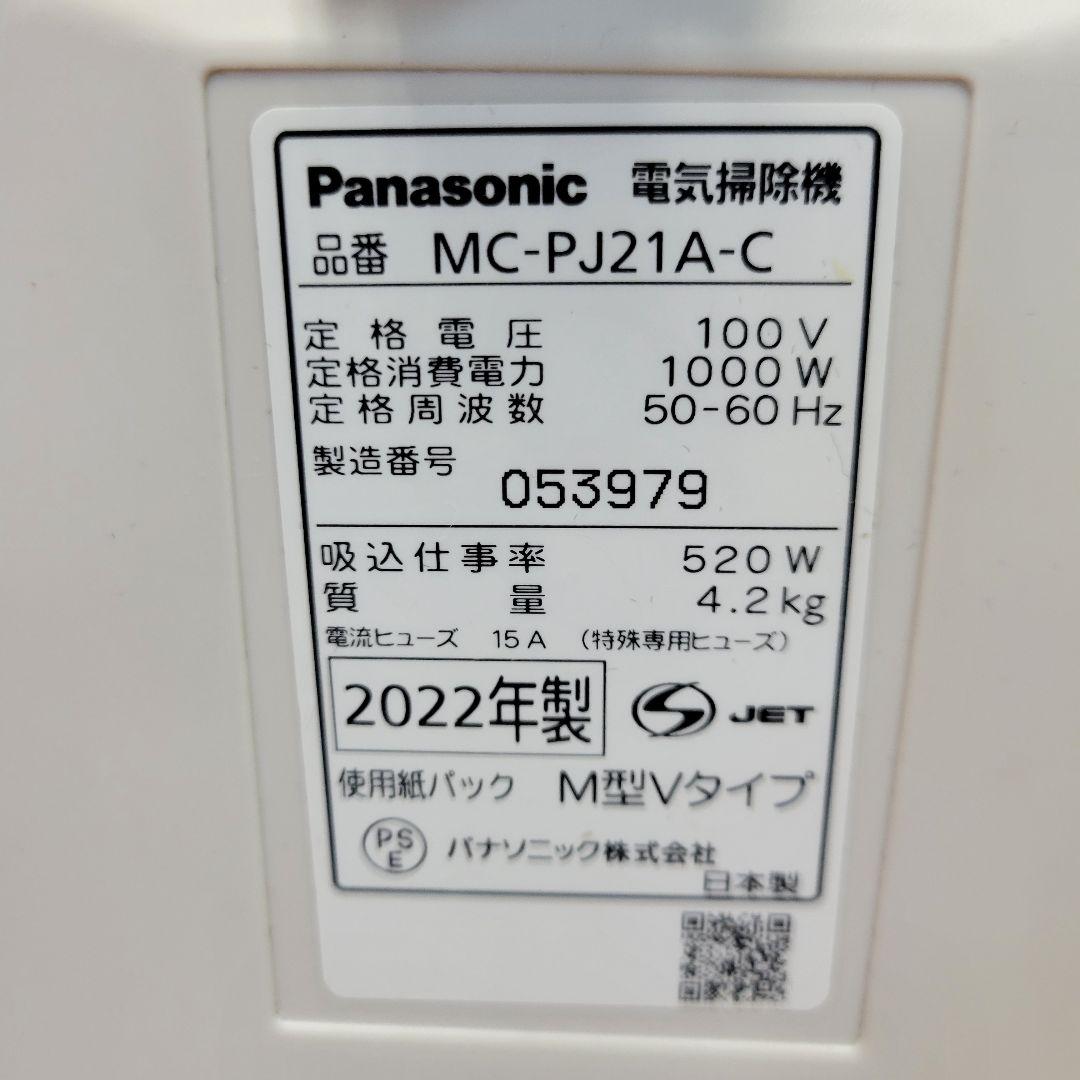 Panasonic 電気掃除機
品番 MC-PJ21A-C
定格電圧 100V
定格消費電力 1000W
定格周波数 50-60Hz
製造番号
053979
吸込仕事率 520W
質量 4.2kg
電流ヒューズ 15A (特殊専用ヒューズ)
2022年製 S JET
使用紙パック M型Vタイプ
PSE パナソニック株式会社
日本製